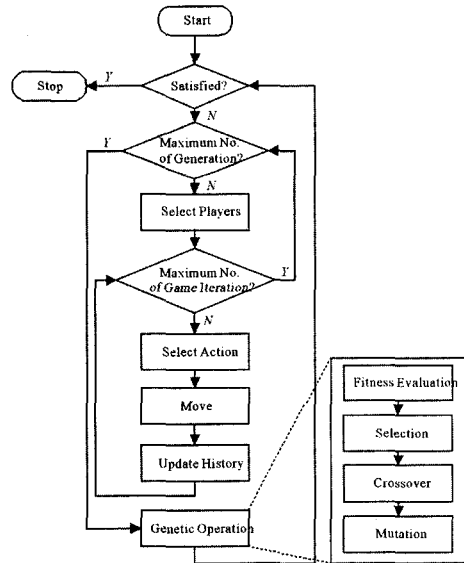 Start
Y
Satisfied?
Stop
N
Y
Maximum No.
of Generation?
N
Select Players
Maximum No.
of Game Iteration?
Y
N
Select Action
Move
Update History
Genetic Operation
Fitness Evaluation
Selection
Crossover
Mutation